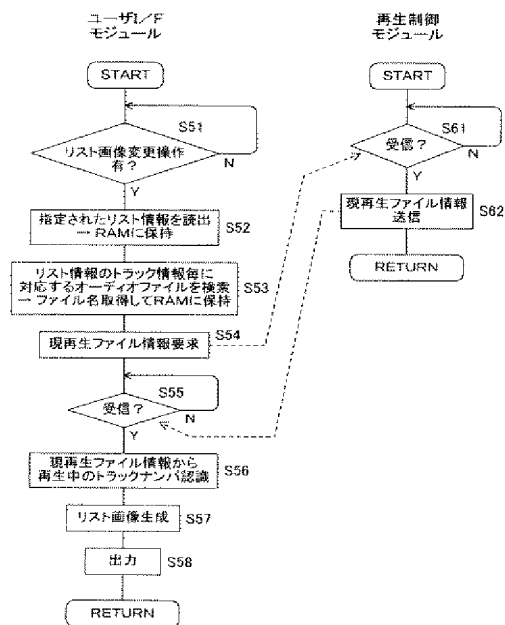 ユーザI/F
モジュール
START
S51
リスト画像変更操作
有？
N
Y
指定されたリスト情報を読出
→ RAMに保持
S52
リスト情報のトラック情報毎に
対応するオーディオファイルを検索
→ ファイル名取得してRAMに保持
S53
現再生ファイル情報要求
S54
S55
受信？
N
Y
現再生ファイル情報から
再生中のトラックナンバ認識
S56
リスト画像生成
S57
出力
S58
RETURN
再生制御
モジュール
START
S61
受信？
N
Y
現再生ファイル情報
送信
S62
RETURN